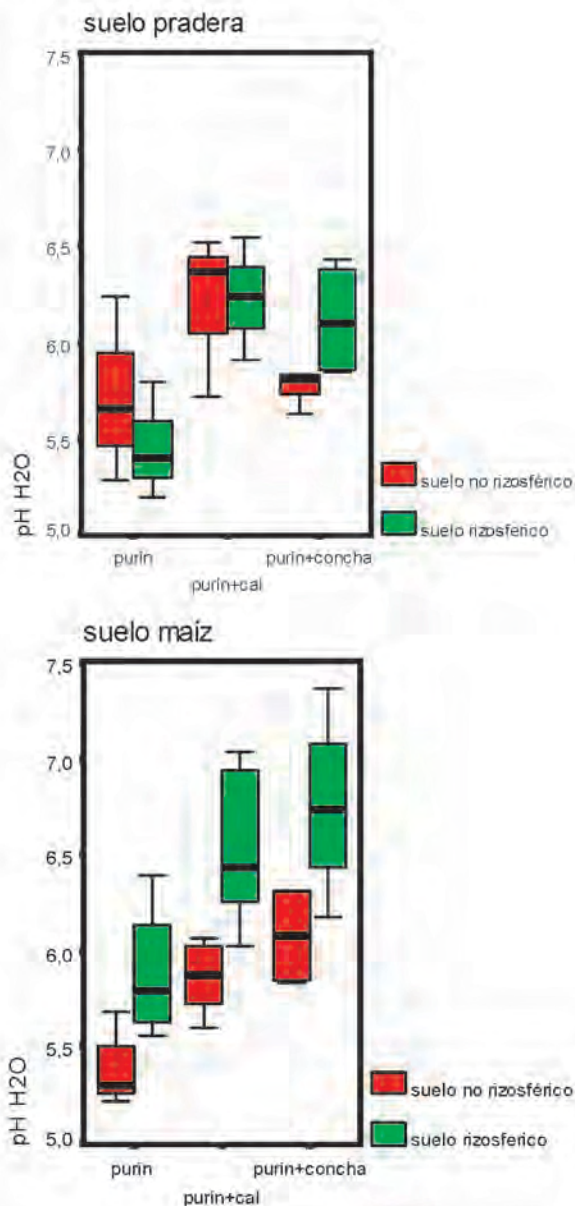 suelo pradera
7,5
7,0
6,5
6,0
5,5
5,0
pH H2O
purin
purin+cal
purin+concha
suelo no rizosférico
suelo rizosferico
suelo maíz
7,5
7,0
6,5
6,0
5,5
5,0
pH H2O
purin
purin+cal
purin+concha
suelo no rizosférico
suelo rizosferico